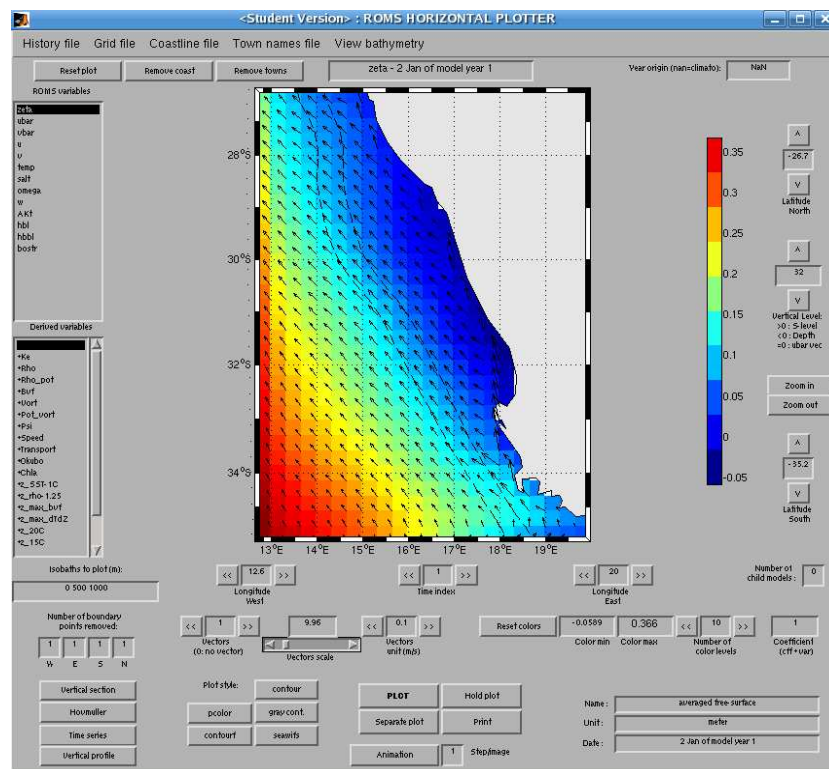 <Student Version> : ROMS HORIZONTAL PLOTTER
History file Grid file Coastline file Town names file View bathymetry
Reset plot Remove coast Remove towns zeta - 2 Jan of model year 1 Year origin (nan=climato): NaN
ROMS variables
zeta
ubar
vbar
u
v
temp
salt
omega
w
AKt
hbl
hbbl
bostr
Derived variables
*Ke
*Rho
*Rho_pot
*Bvf
*Vort
*Pot_vort
*Psi
*Speed
*Transport
*Okubo
*Chla
*z_SST-1C
*z_rho-1.25
*z_max_bvf
*z_max_dTdZ
*z_20C
*z_15C
28°S
30°S
32°S
34°S
13°E 14°E 15°E 16°E 17°E 18°E 19°E
0.35
0.3
0.25
0.2
0.15
0.1
0.05
0
-0.05
^
-26.7
V
Latitude
North
^
32
V
Vertical Level:
>0 : S-level
<0 : Depth
=0 : ubar vec
Zoom in
Zoom out
^
-35.2
V
Latitude
South
Isobaths to plot (m):
0 500 1000
<< 12.6 >>
Longitude
West
<< 1 >>
Time index
<< 20 >>
Longitude
East
Number of
child models : 0
Number of boundary
points removed:
1 1 1 1
W E S N
<< 1 >>
Vectors
(0: no vector)
9.96
Vectors scale
<< 0.1 >>
Vectors
unit (m/s)
Reset colors
-0.0589 0.366
Color min Color max
<< 10 >>
Number of
color levels
1
Coefficient
(cff*var)
Vertical section
Hovmuller
Time series
Vertical profile
Plot style: contour
pcolor gray cont.
contourf seawifs
PLOT Hold plot
Separate plot Print
Animation 1 Step/image
Name : averaged free-surface
Unit : meter
Date : 2 Jan of model year 1